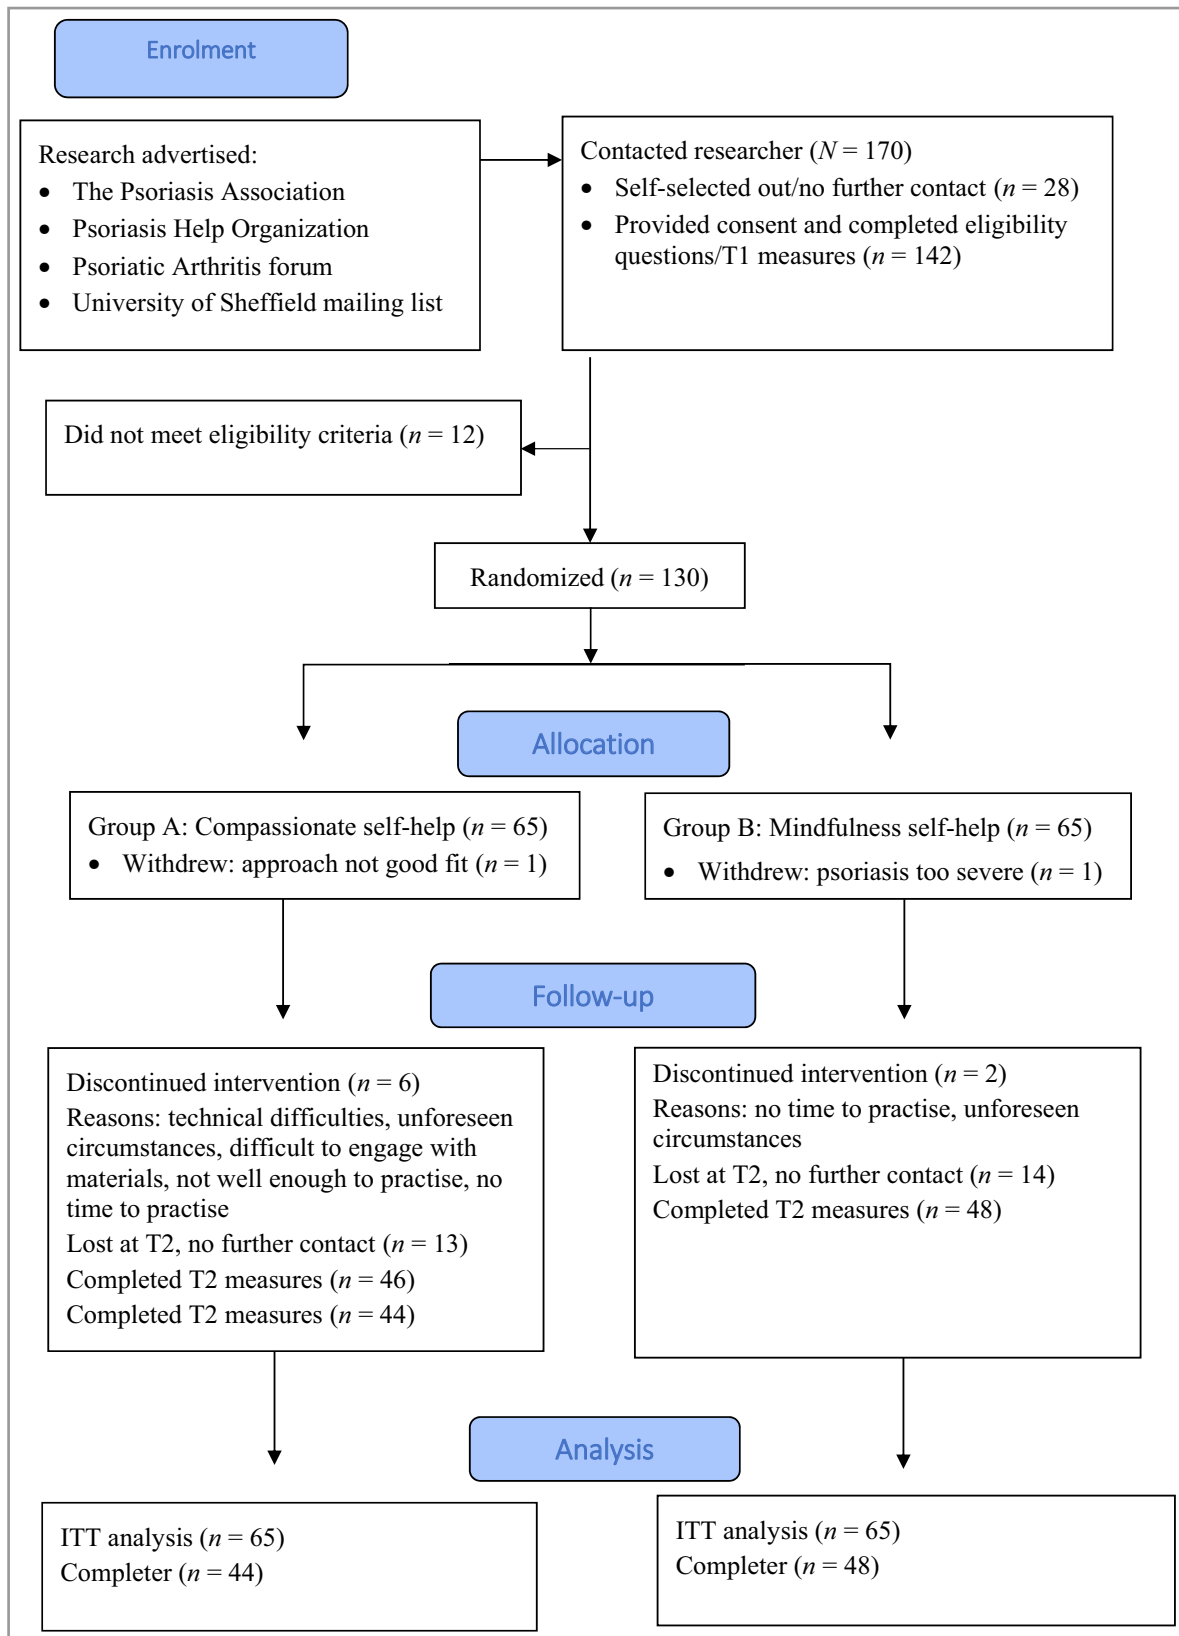 Enrolment
Research advertised:
• The Psoriasis Association
• Psoriasis Help Organization
• Psoriatic Arthritis forum
• University of Sheffield mailing list
Contacted researcher (N = 170)
• Self-selected out/no further contact (n = 28)
• Provided consent and completed eligibility
questions/T1 measures (n = 142)
Did not meet eligibility criteria (n = 12)
Randomized (n = 130)
Allocation
Group A: Compassionate self-help (n = 65)
• Withdrew: approach not good fit (n = 1)
Group B: Mindfulness self-help (n = 65)
• Withdrew: psoriasis too severe (n = 1)
Follow-up
Discontinued intervention (n = 6)
Reasons: technical difficulties, unforeseen
circumstances, difficult to engage with
materials, not well enough to practise, no
time to practise
Lost at T2, no further contact (n = 13)
Completed T2 measures (n = 46)
Completed T2 measures (n = 44)
Discontinued intervention (n = 2)
Reasons: no time to practise, unforeseen
circumstances
Lost at T2, no further contact (n = 14)
Completed T2 measures (n = 48)
Analysis
ITT analysis (n = 65)
Completer (n = 44)
ITT analysis (n = 65)
Completer (n = 48)